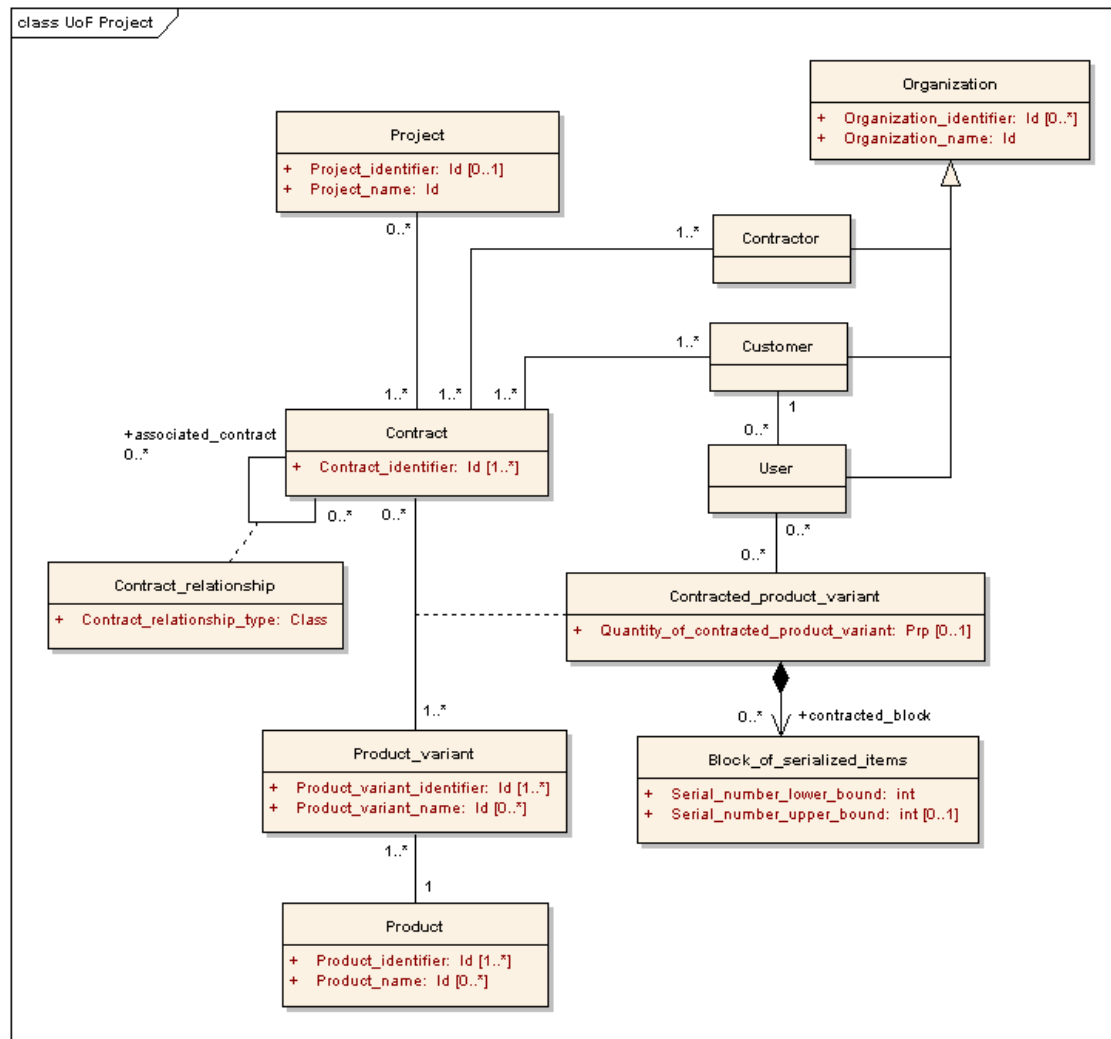 class UoF Project
Organization
+ Organization_identifier: Id [0..*]
+ Organization_name: Id
Project
+ Project_identifier: Id [0..1]
+ Project_name: Id
0..*
1..*
Contractor
1..*
Customer
1..*
1..*
1..*
1
+associated_contract
0..*
Contract
+ Contract_identifier: Id [1..*]
0..*
User
0..*
0..*
0..*
0..*
Contract_relationship
+ Contract_relationship_type: Class
Contracted_product_variant
+ Quantity_of_contracted_product_variant: Prp [0..1]
1..*
0..*
+contracted_block
Product_variant
+ Product_variant_identifier: Id [1..*]
+ Product_variant_name: Id [0..*]
Block_of_serialized_items
+ Serial_number_lower_bound: int
+ Serial_number_upper_bound: int [0..1]
1..*
1
Product
+ Product_identifier: Id [1..*]
+ Product_name: Id [0..*]